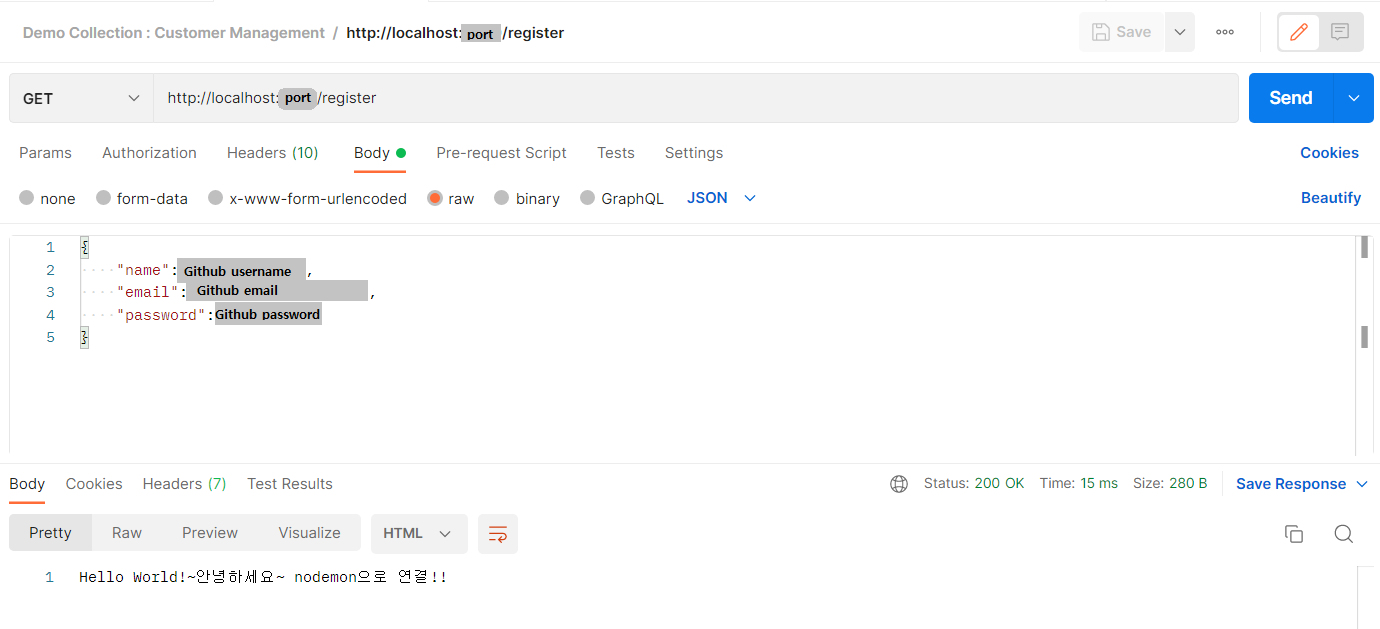 Demo Collection : Customer Management / http://localhost: port /register
Save
GET http://localhost: port /register
Send
Params Authorization Headers (10) Body Pre-request Script Tests Settings Cookies
none form-data x-www-form-urlencoded raw binary GraphQL JSON Beautify
1 {
2 ····"name": Github username ,
3 ····"email": Github email ,
4 ····"password":Github password
5 }
Body Cookies Headers (7) Test Results Status: 200 OK Time: 15 ms Size: 280 B Save Response
Pretty Raw Preview Visualize HTML
1 Hello World!~안녕하세요~ nodemon으로 연결!!